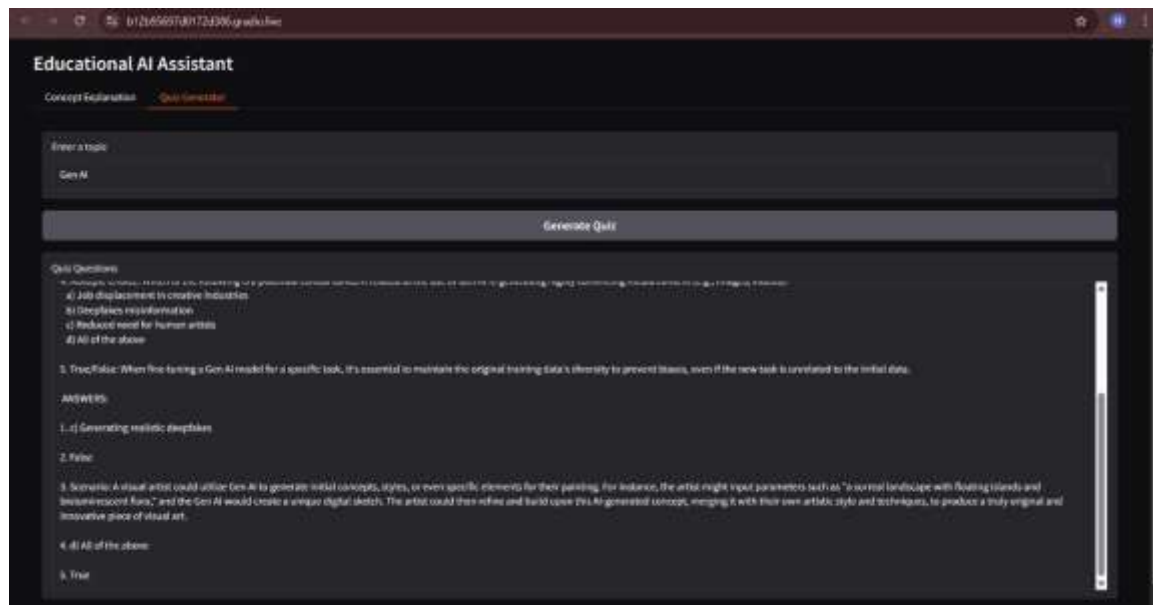 Educational AI Assistant
Concept Explanation Quiz Generator
Enter a topic
Gen AI
Generate Quiz
Quiz Questions
a) Job displacement in creative industries
b) Deepfakes misinformation
c) Reduced need for human artists
d) All of the above
5. True/False: When fine-tuning a Gen AI model for a specific task, it's essential to maintain the original training data's diversity to prevent biases, even if the new task is unrelated to the initial data.
ANSWERS:
1. c) Generating realistic deepfakes
2. False
3. Scenario: A visual artist could utilize Gen AI to generate initial concepts, styles, or even specific elements for their painting. For instance, the artist might input parameters such as "a surreal landscape with floating islands and
bioluminescent flora," and the Gen AI would create a unique digital sketch. The artist could then refine and build upon this AI-generated concept, merging it with their own artistic style and techniques, to produce a truly original and
innovative piece of visual art.
4. d) All of the above
5. True